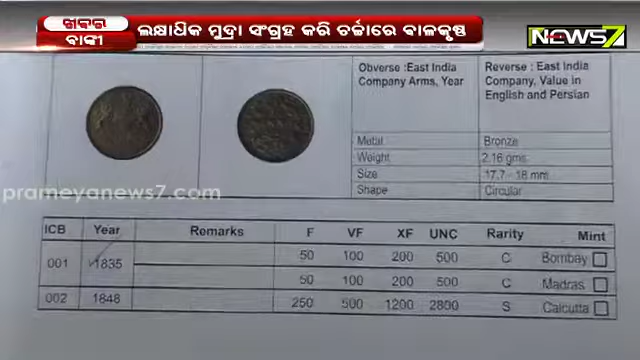 ଖବର
ବାଙ୍କୀ
ଲକ୍ଷାଧିକ ମୁଦ୍ରା ସଂଗ୍ରହ କରି ଚର୍ଚ୍ଚାରେ ବାଳକୃଷ୍ଣ
NEWS7
Obverse :East India
Company Arms, Year
Reverse : East India
Company, Value in
English and Persian
Metal Bronze
Weight 2.16 gms
Size 17.7 - 18 mm
Shape Circular
prameyanews7.com
ICB Year Remarks F VF XF UNC Rarity Mint
001 1835 50 100 200 500 C Bombay
50 100 200 500 C Madras
002 1848 250 500 1200 2800 S Calcutta